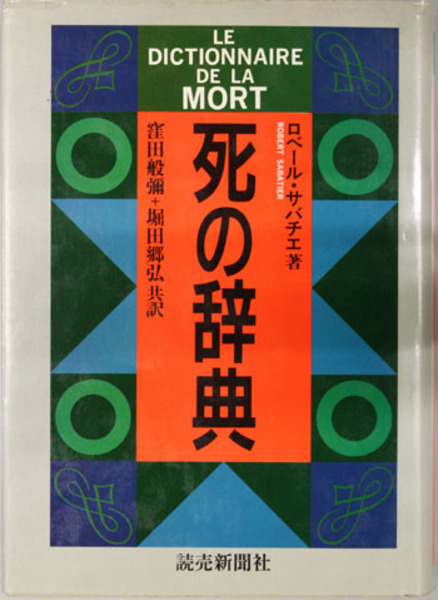 LE
DICTIONNAIRE
DE LA
MORT
ロベール・サバチエ著
ROBERT SABATIER
死の辞典
窪田般彌+堀田郷弘共訳
読売新聞社